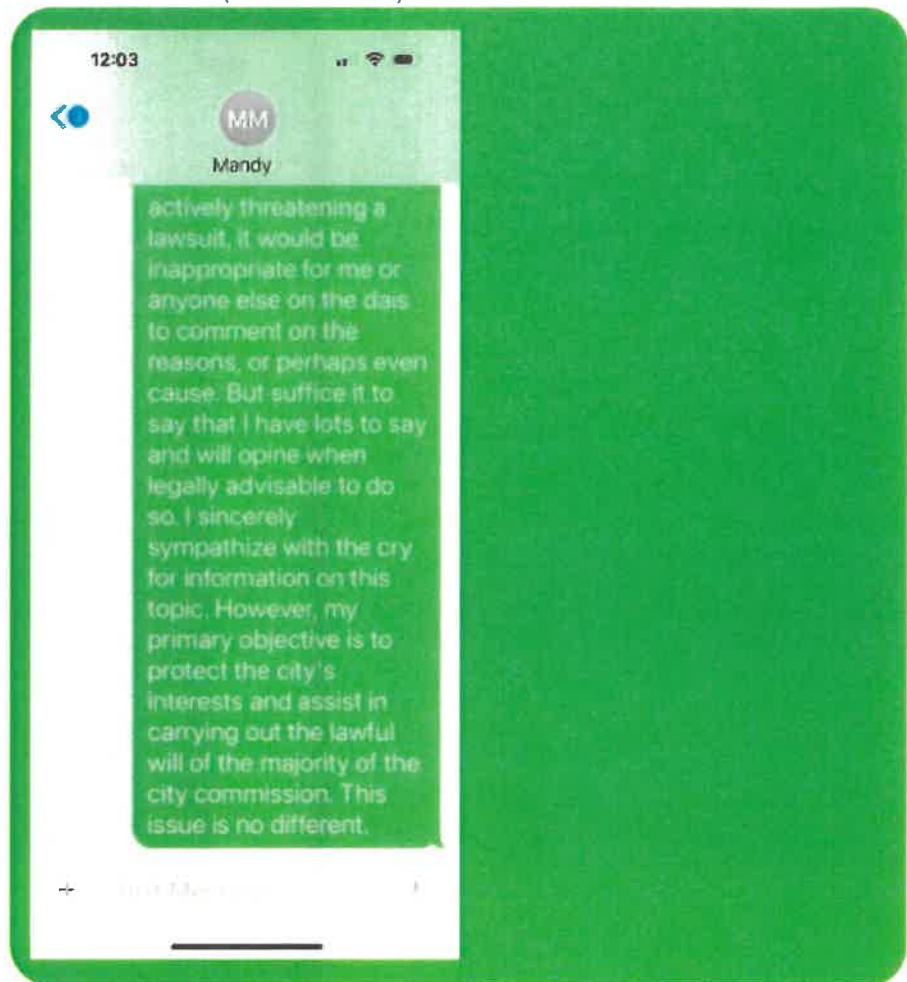 12:03
MM
Mandy
actively threatening a
lawsuit, it would be
inappropriate for me or
anyone else on the dais
to comment on the
reasons, or perhaps even
cause. But suffice it to
say that I have lots to say
and will opine when
legally advisable to do
so. I sincerely
sympathize with the cry
for information on this
topic. However, my
primary objective is to
protect the city's
interests and assist in
carrying out the lawful
will of the majority of the
city commission. This
issue is no different.
+